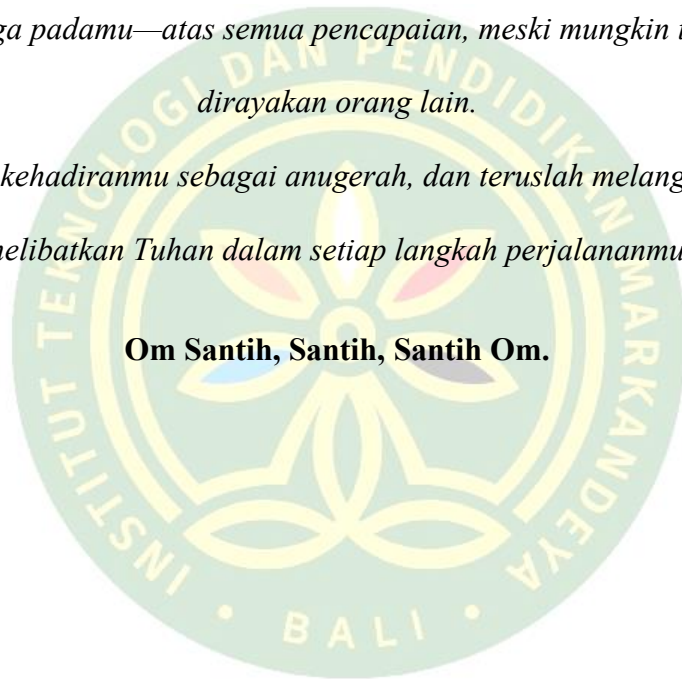 padamu—atas semua pencapaian, meski mungkin
dirayakan orang lain.
kehadiranmu sebagai anugerah, dan teruslah
Tuhan dalam setiap langkah perjalananmu
Om Santih, Santih, Santih Om.
INSTITUT TEKNOLOGI DAN PENDIDIKAN MARKANDEYA
• BALI •